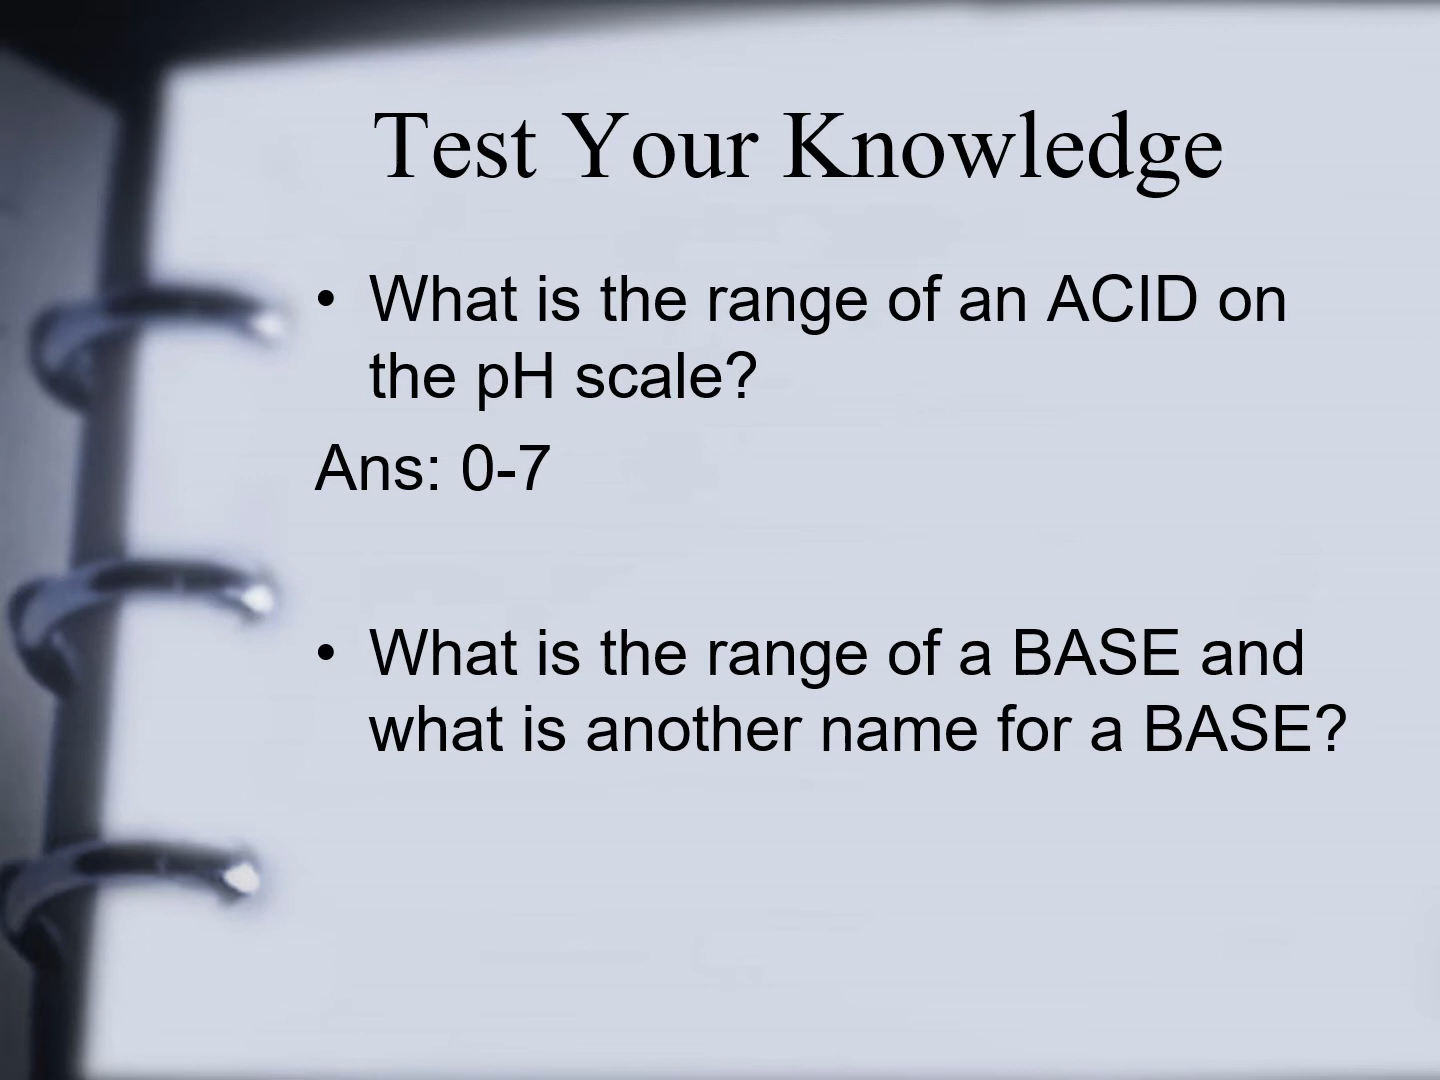 Test Your Knowledge
• What is the range of an ACID on
the pH scale?
Ans: 0-7
• What is the range of a BASE and
what is another name for a BASE?